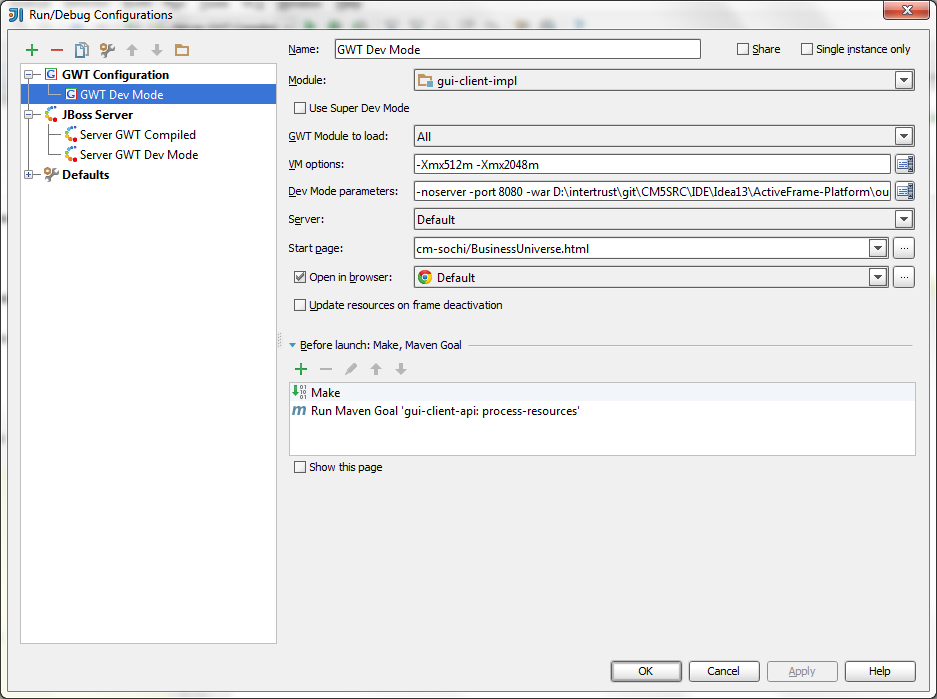 Run/Debug Configurations
Name: GWT Dev Mode Share Single instance only
GWT Configuration
GWT Dev Mode
JBoss Server
Server GWT Compiled
Server GWT Dev Mode
Defaults
Module: gui-client-impl
Use Super Dev Mode
GWT Module to load: All
VM options: -Xmx512m -Xmx2048m
Dev Mode parameters: -noserver -port 8080 -war D:\intertrust\git\CM5SRC\IDE\Idea13\ActiveFrame-Platform\ou
Server: Default
Start page: cm-sochi/BusinessUniverse.html ...
Open in browser: Default ...
Update resources on frame deactivation
Before launch: Make, Maven Goal
Make
Run Maven Goal 'gui-client-api: process-resources'
Show this page
OK Cancel Apply Help